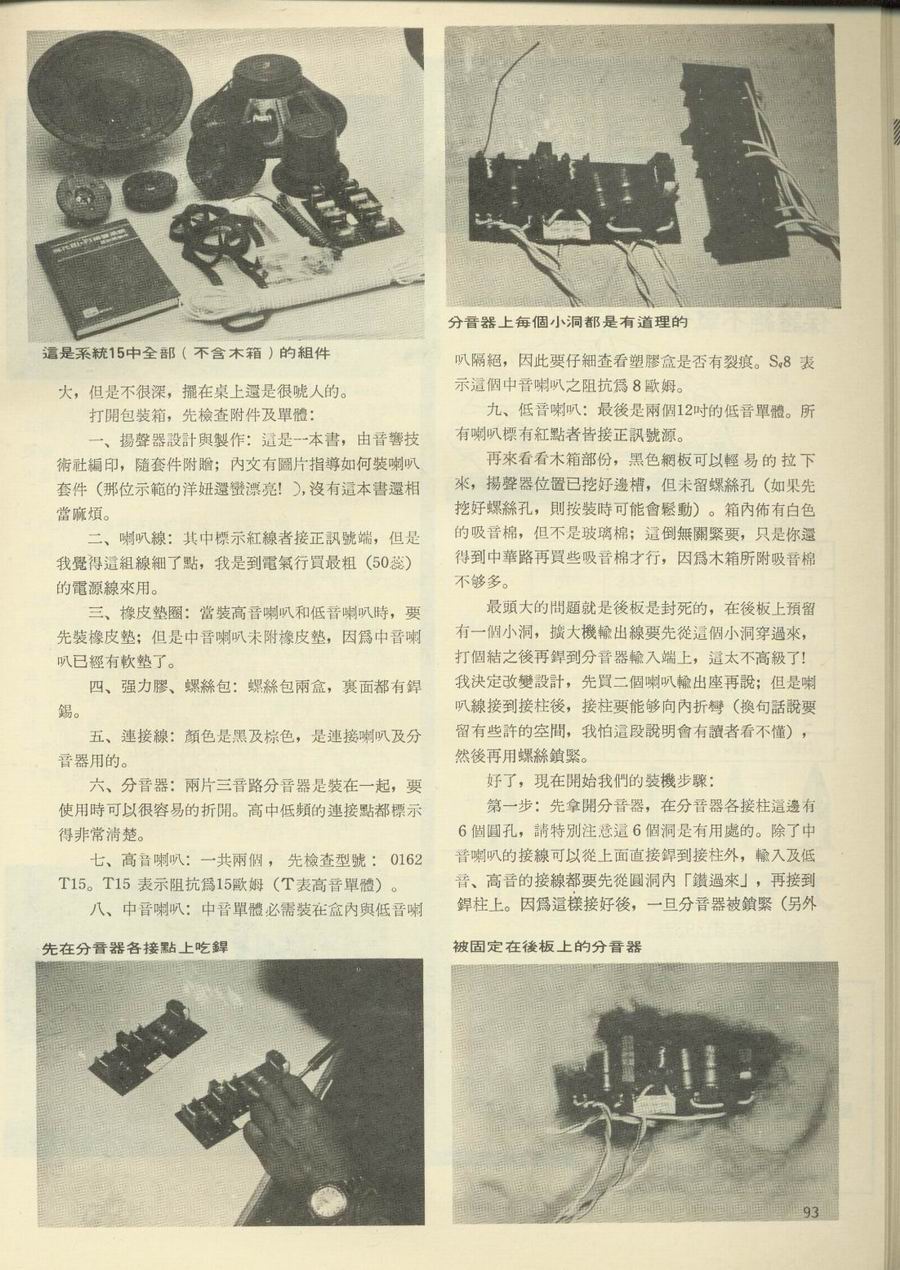 這是系統15中全部（不含木箱）的組件
大，但是不很深，擺在桌上還是很唬人的。
打開包裝箱，先檢查附件及單體：
一、揚聲器設計與製作：這是一本書，由音響技
術社編印，隨套件附贈；內文有圖片指導如何裝喇叭
套件（那位示範的洋妞還蠻漂亮！），沒有這本書還相
當麻煩。
二、喇叭線：其中標示紅線者接正訊號端，但是
我覺得這組線細了點，我是到電氣行買最粗（50蕊）
的電源線來用。
三、橡皮墊圈：當裝高音喇叭和低音喇叭時，要
先裝橡皮墊；但是中音喇叭未附橡皮墊，因爲中音喇
叭已經有軟墊了。
四、强力膠、螺絲包：螺絲包兩盒，裏面都有銲
錫。
五、連接線：顏色是黑及棕色，是連接喇叭及分
音器用的。
六、分音器：兩片三音路分音器是裝在一起，要
使用時可以很容易的折開。高中低頻的連接點都標示
得非常清楚。
七、高音喇叭：一共兩個，先檢查型號：0162
T15。T15 表示阻抗爲15歐姆（T表高音單體）。
八、中音喇叭：中音單體必需裝在盒內與低音喇
先在分音器各接點上吃銲
分音器上每個小洞都是有道理的
叭隔絕，因此要仔細查看塑膠盒是否有裂痕。Sq8 表
示這個中音喇叭之阻抗爲 8 歐姆。
九、低音喇叭：最後是兩個12吋的低音單體。所
有喇叭標有紅點者皆接正訊號源。
再來看看木箱部份，黑色網板可以輕易的拉下
來，揚聲器位置已挖好邊槽，但未留螺絲孔（如果先
挖好螺絲孔，則按裝時可能會鬆動）。箱內佈有白色
的吸音棉，但不是玻璃棉；這倒無關緊要，只是你還
得到中華路再買些吸音棉才行，因爲木箱所附吸音棉
不够多。
最頭大的問題就是後板是封死的，在後板上預留
有一個小洞，擴大機輸出線要先從這個小洞穿過來，
打個結之後再銲到分音器輸入端上，這太不高級了！
我決定改變設計，先買二個喇叭輸出座再說；但是喇
叭線接到接柱後，接柱要能够向內折彎（換句話說要
留有些許的空間，我怕這段說明會有讀者看不懂），
然後再用螺絲鎖緊。
好了，現在開始我們的裝機步驟：
第一步：先拿開分音器，在分音器各接柱這邊有
6 個圓孔，請特別注意這 6 個洞是有用處的。除了中
音喇叭的接線可以從上面直接銲到接柱外，輸入及低
音、高音的接線都要先從圓洞內「鑽過來」，再接到
銲柱上。因爲這樣接好後，一旦分音器被鎖緊（另外
被固定在後板上的分音器
93